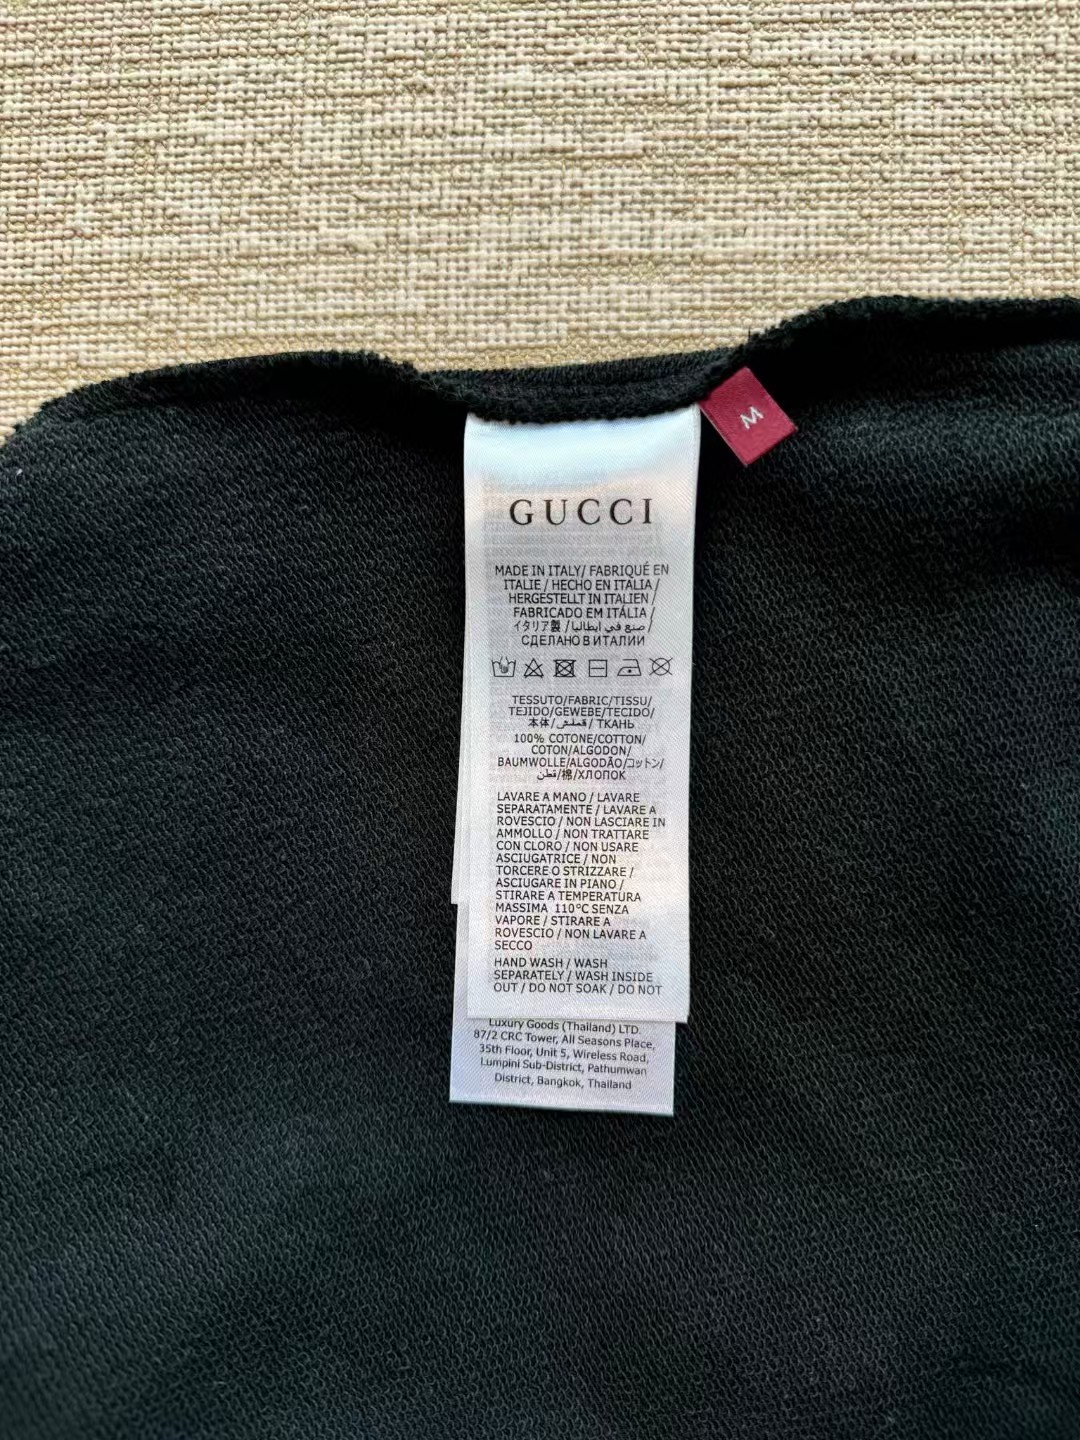 M
GUCCI
MADE IN ITALY/ FABRIQUÉ EN
ITALIE / HECHO EN ITALIA /
HERGESTELLT IN ITALIEN /
FABRICADO EM ITÁLIA /
イタリア製 / صنع في ايطاليا /
СДЕЛАНО В ИТАЛИИ
TESSUTO/FABRIC/TISSU/
TEJIDO/GEWEBE/TECIDO/
本体/قملش/ ТКАНЬ
100% COTONE/COTTON/
COTON/ALGODON/
BAUMWOLLE/ALGODÃO/コットン/
قطن/棉/ХЛОПОК
LAVARE A MANO / LAVARE
SEPARATAMENTE / LAVARE A
ROVESCIO / NON LASCIARE IN
AMMOLLO / NON TRATTARE
CON CLORO / NON USARE
ASCIUGATRICE / NON
TORCERE O STRIZZARE /
ASCIUGARE IN PIANO /
STIRARE A TEMPERATURA
MASSIMA 110°C SENZA
VAPORE / STIRARE A
ROVESCIO / NON LAVARE A
SECCO
HAND WASH / WASH
SEPARATELY / WASH INSIDE
OUT / DO NOT SOAK / DO NOT
Luxury Goods (Thailand) LTD.
87/2 CRC Tower, All Seasons Place,
35th Floor, Unit 5, Wireless Road,
Lumpini Sub-District, Pathumwan
District, Bangkok, Thailand